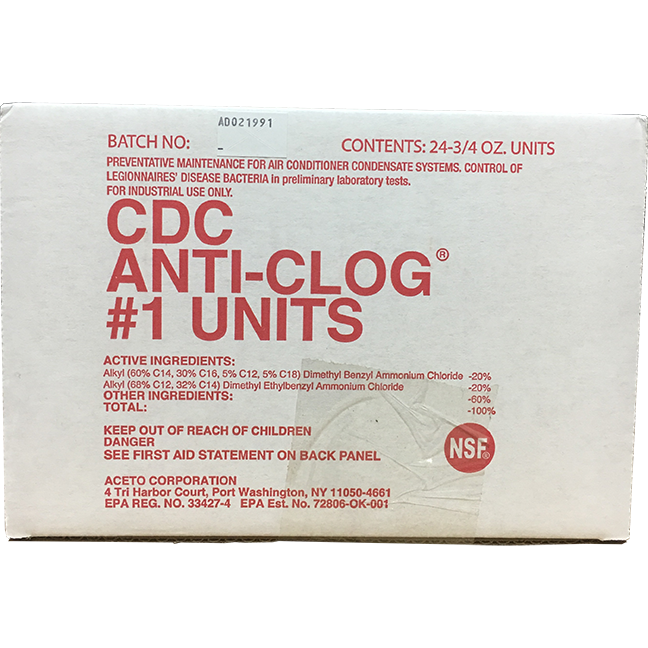 AD021991
BATCH NO: - CONTENTS: 24-3/4 OZ. UNITS
PREVENTATIVE MAINTENANCE FOR AIR CONDITIONER CONDENSATE SYSTEMS. CONTROL OF
LEGIONNAIRES' DISEASE BACTERIA in preliminary laboratory tests.
FOR INDUSTRIAL USE ONLY.
CDC
ANTI-CLOG®
#1 UNITS
ACTIVE INGREDIENTS:
Alkyl (60% C14, 30% C16, 5% C12, 5% C18) Dimethyl Benzyl Ammonium Chloride -20%
Alkyl (68% C12, 32% C14) Dimethyl Ethylbenzyl Ammonium Chloride -20%
OTHER INGREDIENTS: -60%
TOTAL: -100%
KEEP OUT OF REACH OF CHILDREN
DANGER
SEE FIRST AID STATEMENT ON BACK PANEL
NSF®
ACETO CORPORATION
4 Tri Harbor Court, Port Washington, NY 11050-4661
EPA REG. NO. 33427-4 EPA Est. No. 72806-OK-001